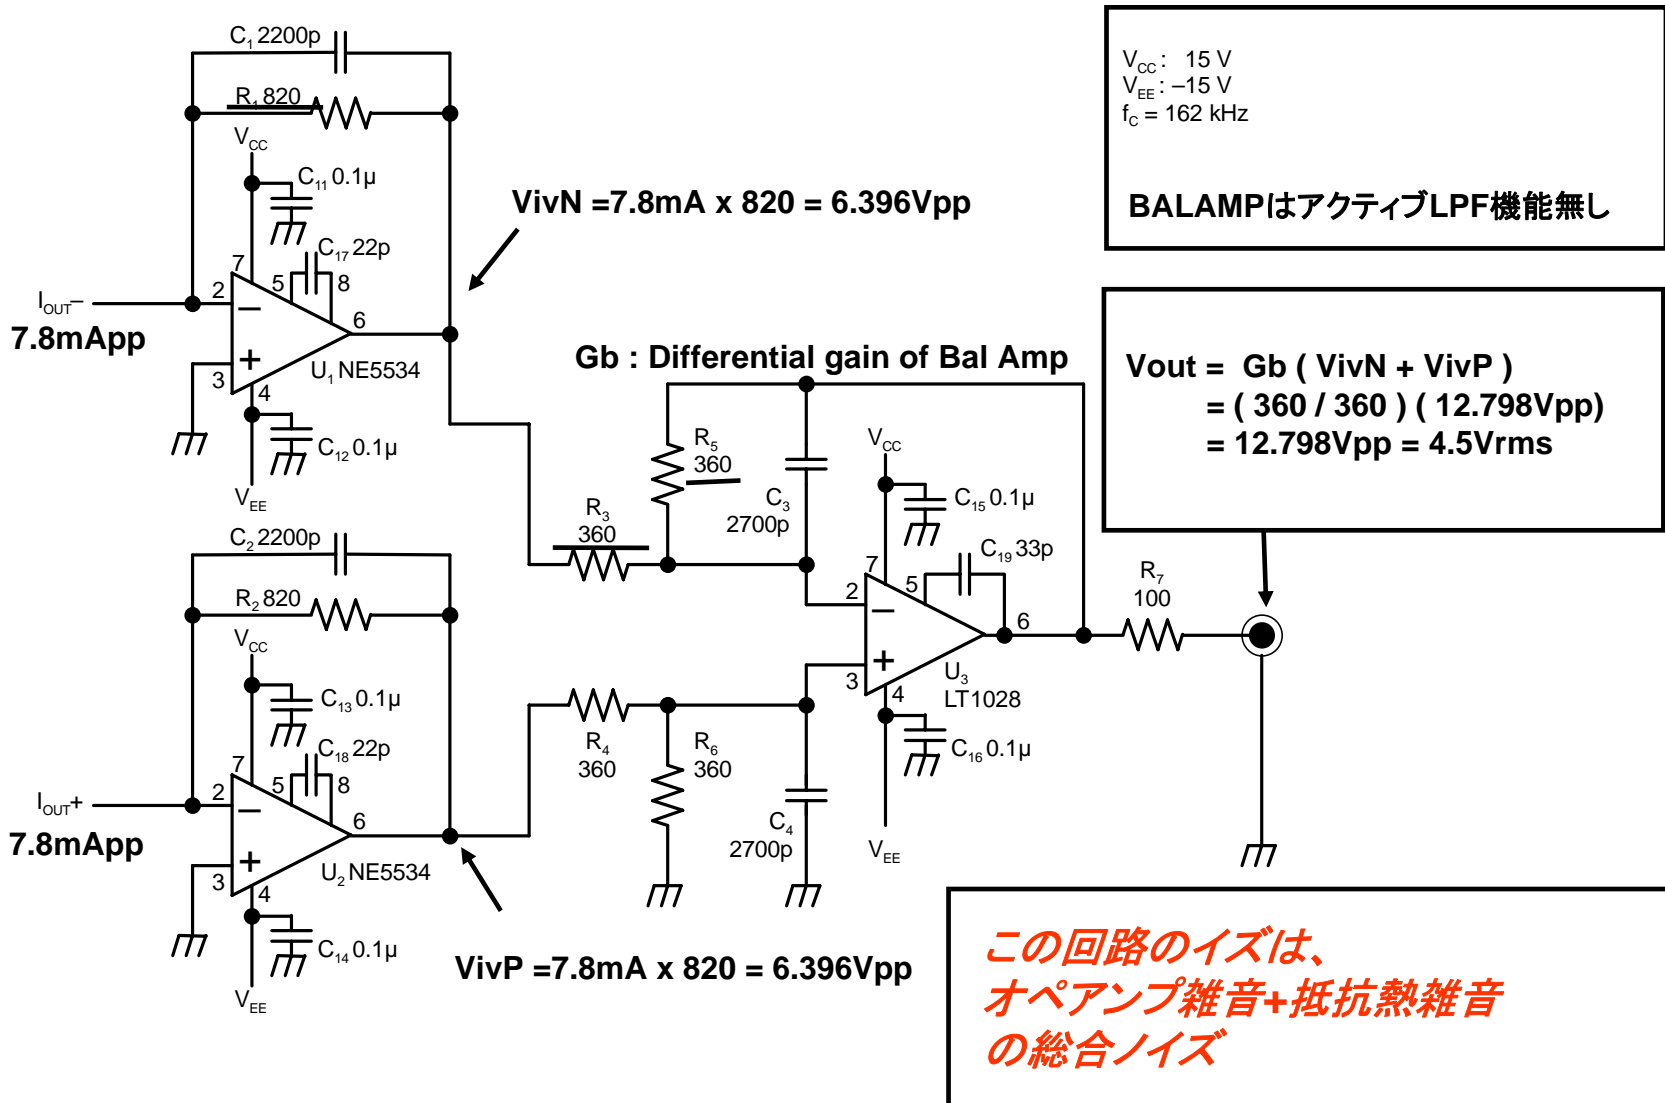 C1 2200p
R1 820
VCC
C11 0.1µ
C17 22p
7
5
8
2
6
3
4
IOUT–
7.8mApp
U1 NE5534
C12 0.1µ
VEE
VivN =7.8mA x 820 = 6.396Vpp
VCC : 15 V
VEE : –15 V
fC = 162 kHz
BALAMPはアクティブLPF機能無し
Gb : Differential gain of Bal Amp
Vout = Gb ( VivN + VivP )
= ( 360 / 360 ) ( 12.798Vpp)
= 12.798Vpp = 4.5Vrms
R5
360
C3
2700p
R3
360
VCC
C15 0.1µ
C19 33p
7
5
2
6
3
4
U3
LT1028
C16 0.1µ
VEE
R7
100
C2 2200p
R2 820
VCC
C13 0.1µ
C18 22p
7
5
8
2
6
3
4
IOUT+
7.8mApp
U2 NE5534
C14 0.1µ
VEE
R4
360
R6
360
C4
2700p
VivP =7.8mA x 820 = 6.396Vpp
この回路のイズは、
オペアンプ雑音+抵抗熱雑音
の総合ノイズ